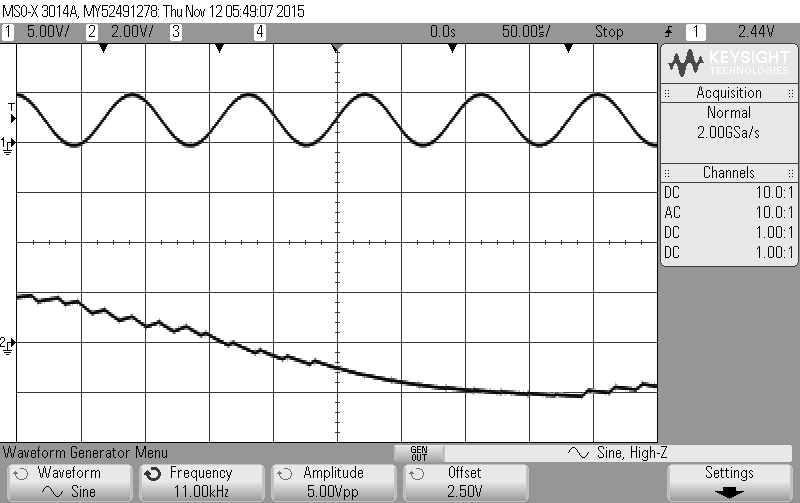 MSO-X 3014A, MY52491278: Thu Nov 12 05:49:07 2015
1 5.00V/ 2 2.00V/ 3 4 0.0s 50.00us/ Stop 1 2.44V
KEYSIGHT
TECHNOLOGIES
Acquisition
Normal
2.00GSa/s
Channels
DC 10.0:1
AC 10.0:1
DC 1.00:1
DC 1.00:1
T
1
2
Waveform Generator Menu
GEN
OUT
Sine, High-Z
Waveform
Sine
Frequency
11.00kHz
Amplitude
5.00Vpp
Offset
2.50V
Settings